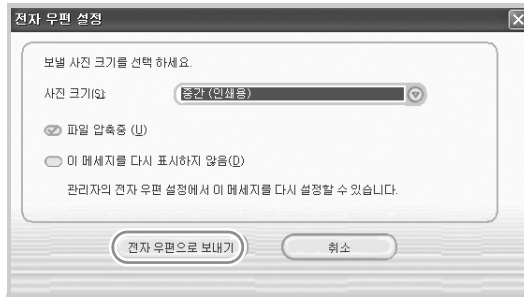 전자 우편 설정
보낼 사진 크기를 선택 하세요.
사진 크기(S): 중간 (인쇄용)
파일 압축중 (U)
이 메세지를 다시 표시하지 않음(D)
관리자의 전자 우편 설정에서 이 메세지를 다시 설정할 수 있습니다.
전자 우편으로 보내기 취소